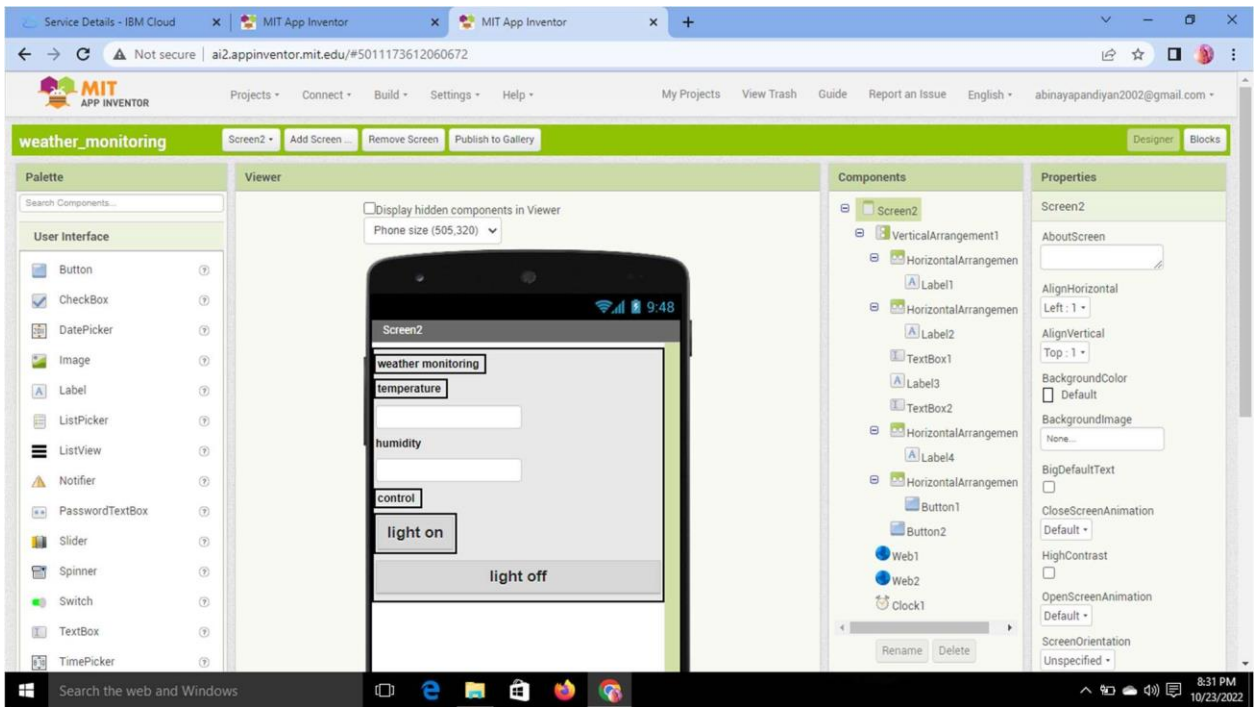 Service Details - IBM Cloud
MIT App Inventor
MIT App Inventor
Not secure
ai2.appinventor.mit.edu/#5011173612060672
MIT
APP INVENTOR
Projects
Connect
Build
Settings
Help
My Projects
View Trash
Guide
Report an Issue
English
abinayapandiyan2002@gmail.com
weather_monitoring
Screen2
Add Screen ...
Remove Screen
Publish to Gallery
Designer
Blocks
Palette
Search Components...
User Interface
Button
CheckBox
DatePicker
Image
Label
ListPicker
ListView
Notifier
PasswordTextBox
Slider
Spinner
Switch
TextBox
TimePicker
Viewer
Display hidden components in Viewer
Phone size (505,320)
9:48
Screen2
weather monitoring
temperature
humidity
control
light on
light off
Components
Screen2
VerticalArrangement1
HorizontalArrangemen
Label1
HorizontalArrangemen
Label2
TextBox1
Label3
TextBox2
HorizontalArrangemen
Label4
HorizontalArrangemen
Button1
Button2
Web1
Web2
Clock1
Rename
Delete
Properties
Screen2
AboutScreen
AlignHorizontal
Left : 1
AlignVertical
Top : 1
BackgroundColor
Default
BackgroundImage
None...
BigDefaultText
CloseScreenAnimation
Default
HighContrast
OpenScreenAnimation
Default
ScreenOrientation
Unspecified
Search the web and Windows
8:31 PM
10/23/2022